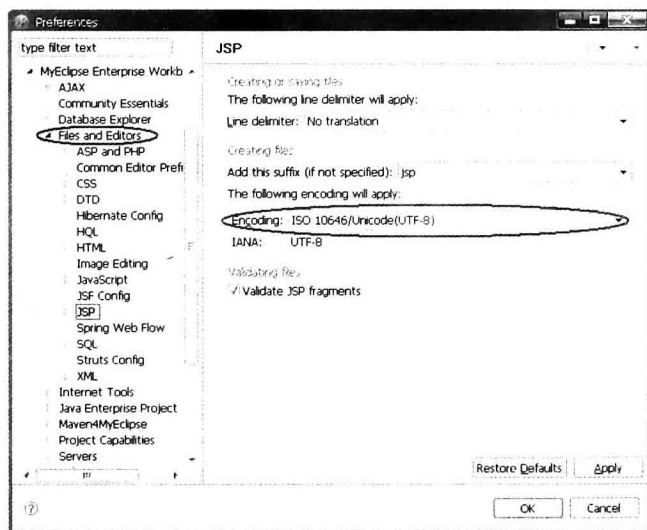 Preferences
type filter text
MyEclipse Enterprise Workb
AJAX
Community Essentials
Database Explorer
Files and Editors
ASP and PHP
Common Editor Prefi
CSS
DTD
Hibernate Config
HQL
HTML
Image Editing
JavaScript
JSF Config
JSP
Spring Web Flow
SQL
Struts Config
XML
Internet Tools
Java Enterprise Project
Maven4MyEclipse
Project Capabilities
Servers
JSP
Creating or saving files
The following line delimiter will apply:
Line delimiter: No translation
Creating files
Add this suffix (if not specified): jsp
The following encoding will apply:
Encoding: ISO 10646/Unicode(UTF-8)
IANA: UTF-8
Validating files
Validate JSP fragments
Restore Defaults
Apply
OK
Cancel